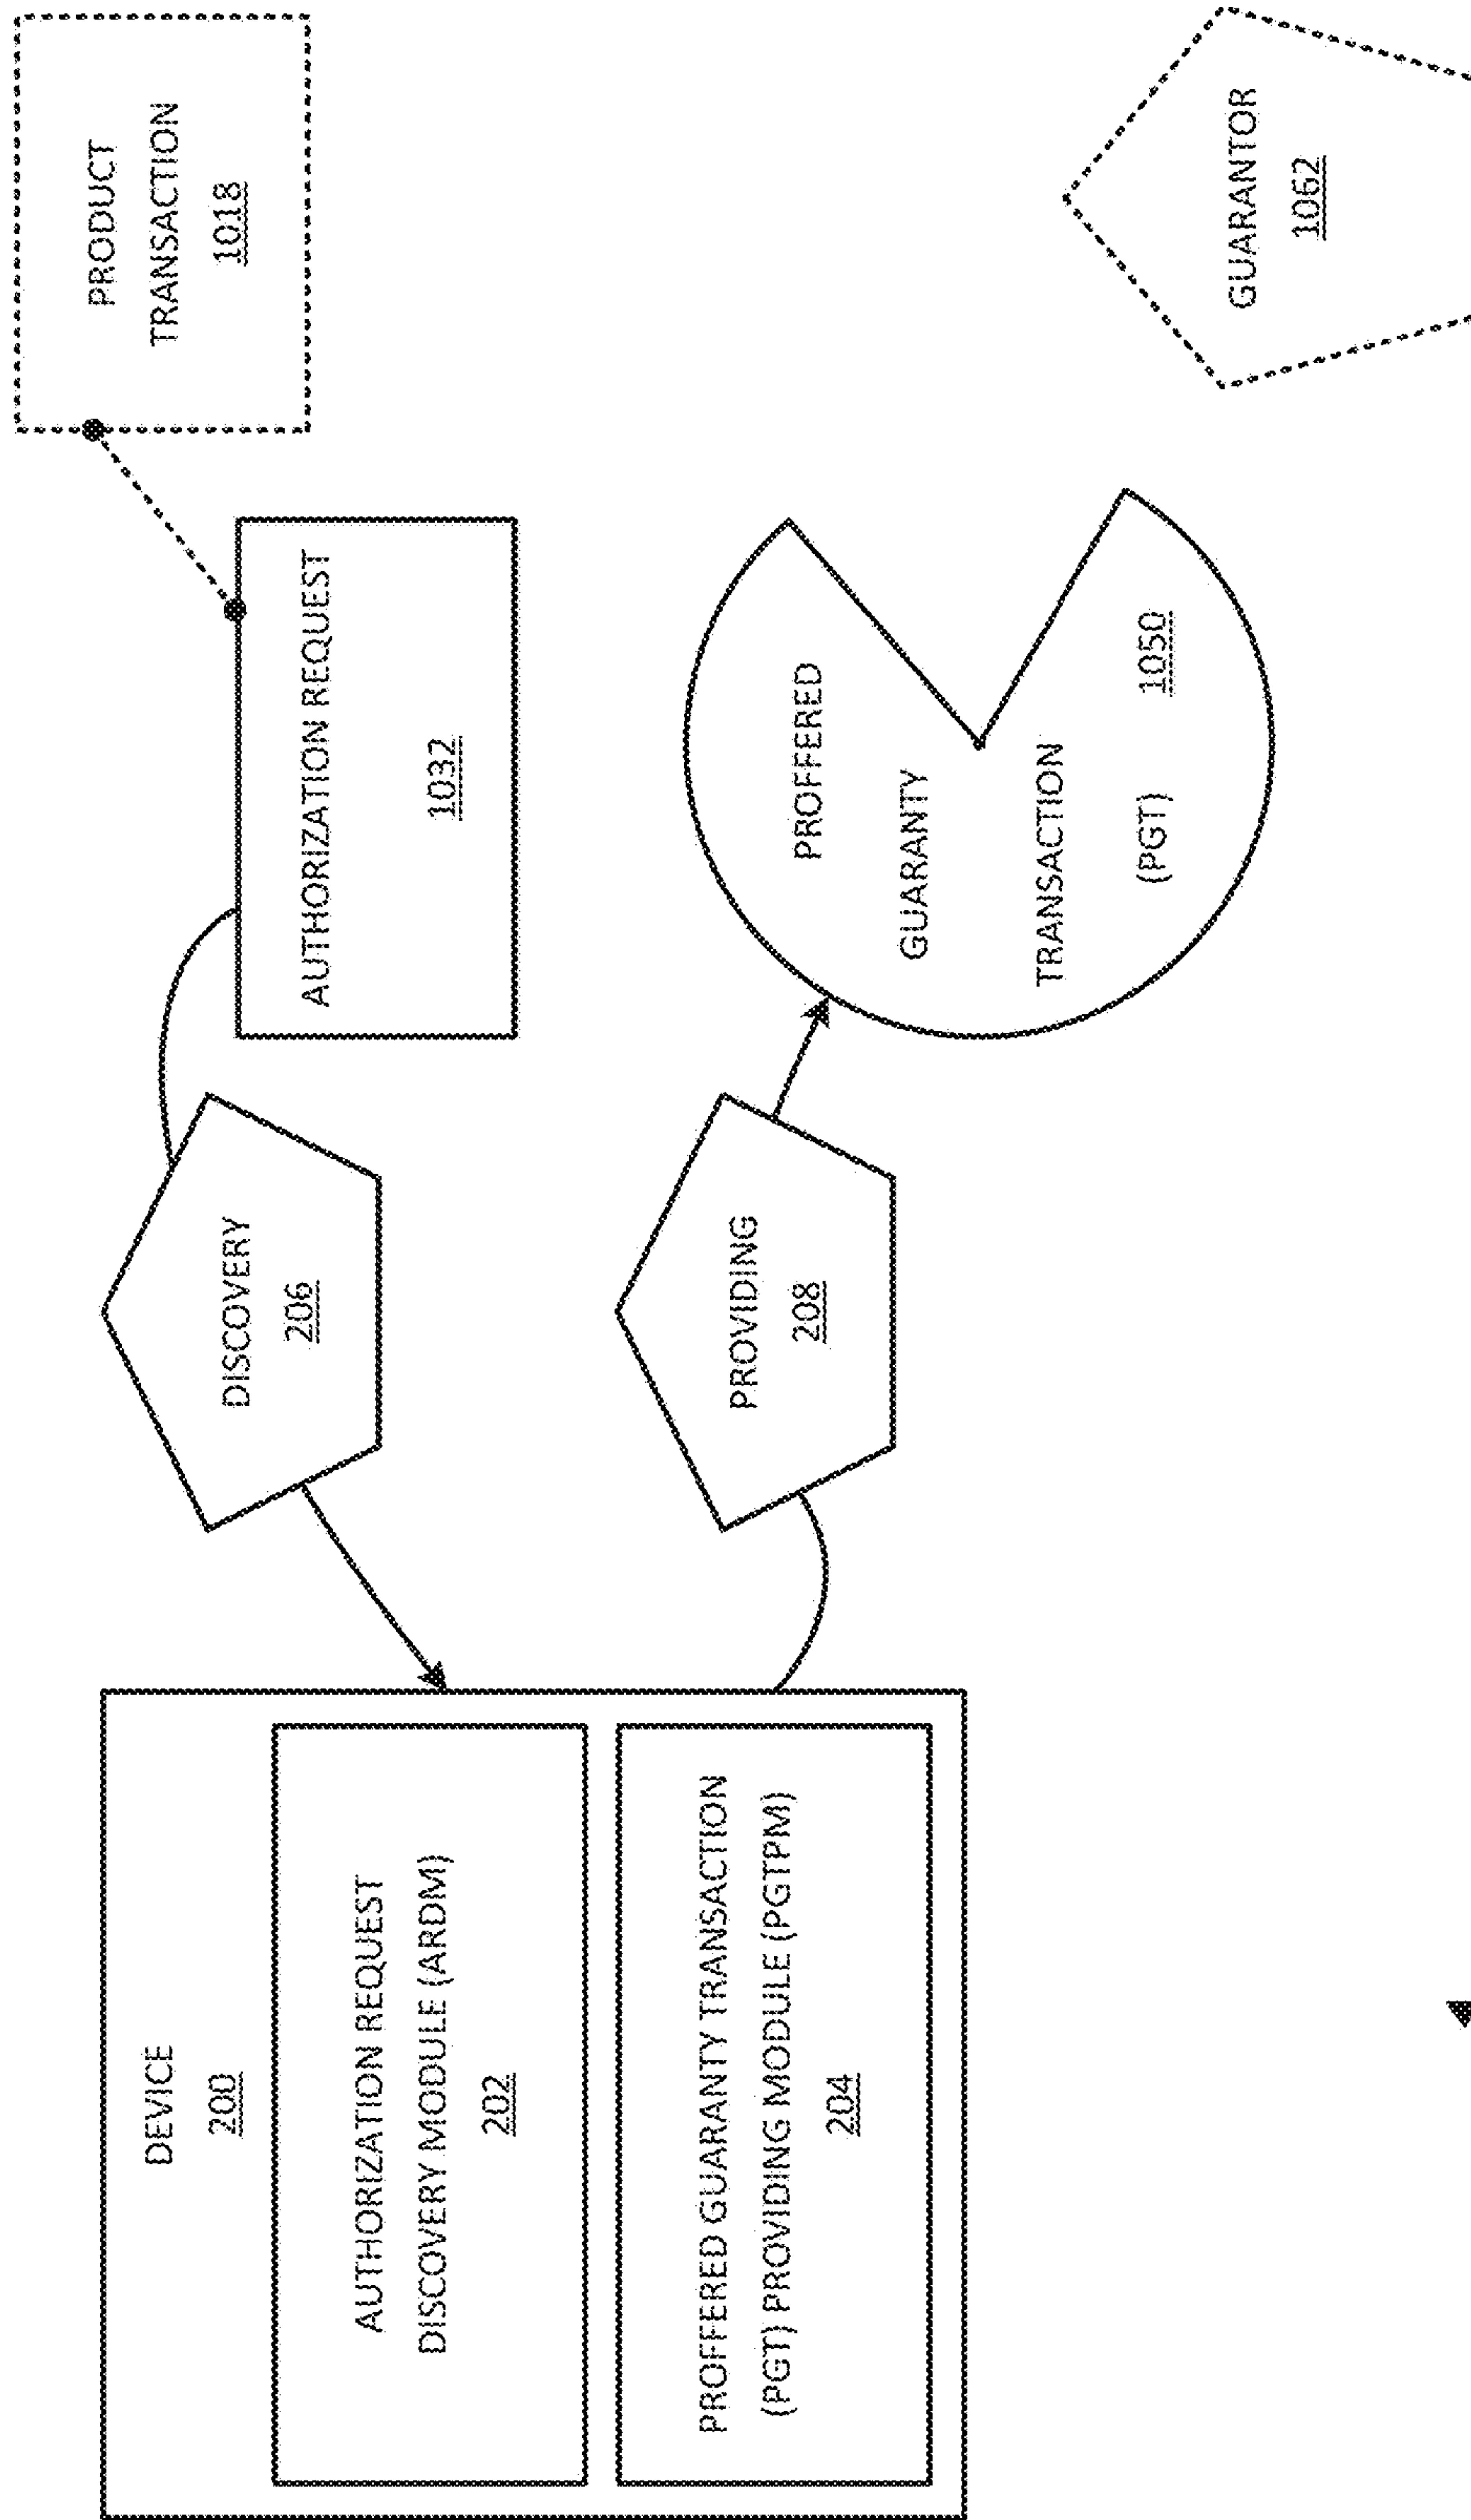 DEVICE
200
AUTHORIZATION REQUEST
DISCOVERY MODULE (ARDM)
202
PROFFERED GUARANTY TRANSACTION
(PGT) PROVIDING MODULE (PGTPM)
204
DISCOVERY
206
PROVIDING
208
AUTHORIZATION REQUEST
1032
PROFFERED
GUARANTY
TRANSACTION
(PGT) 1050
PRODUCT
TRANSACTION
1018
GUARANTOR
1062